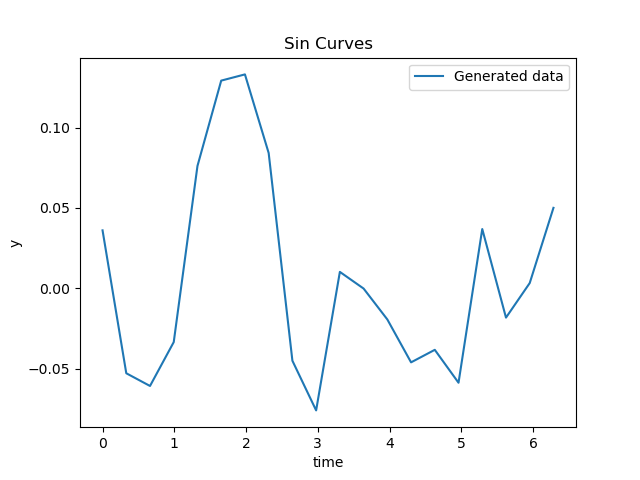 Sin Curves
Generated data
0.10
0.05
0.00
−0.05
y
0 1 2 3 4 5 6
time